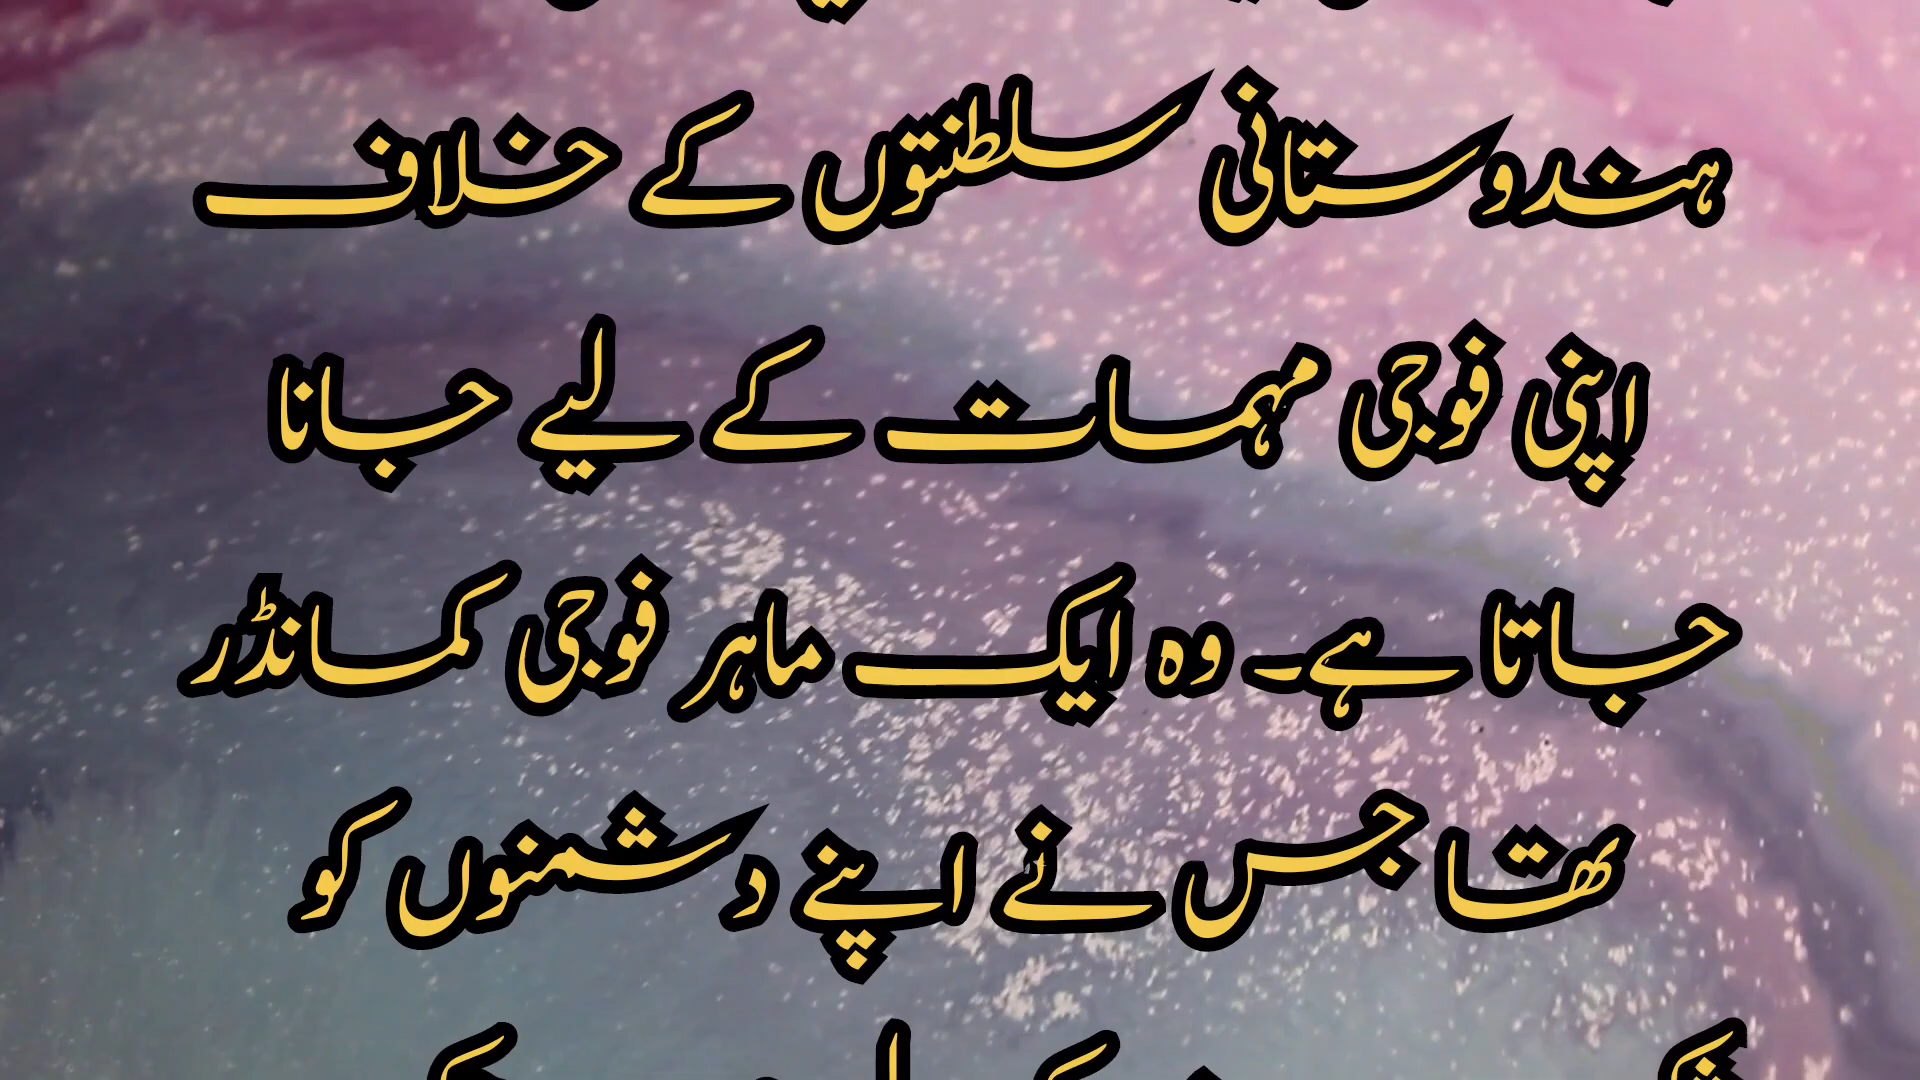 ہندوستانی سلطنتوں کے خلاف
اپنی فوجی مہمات کے لیے جانا
جاتا ہے۔ وہ ایک ماہر فوجی کمانڈر
تھا جس نے اپنے دشمنوں کو